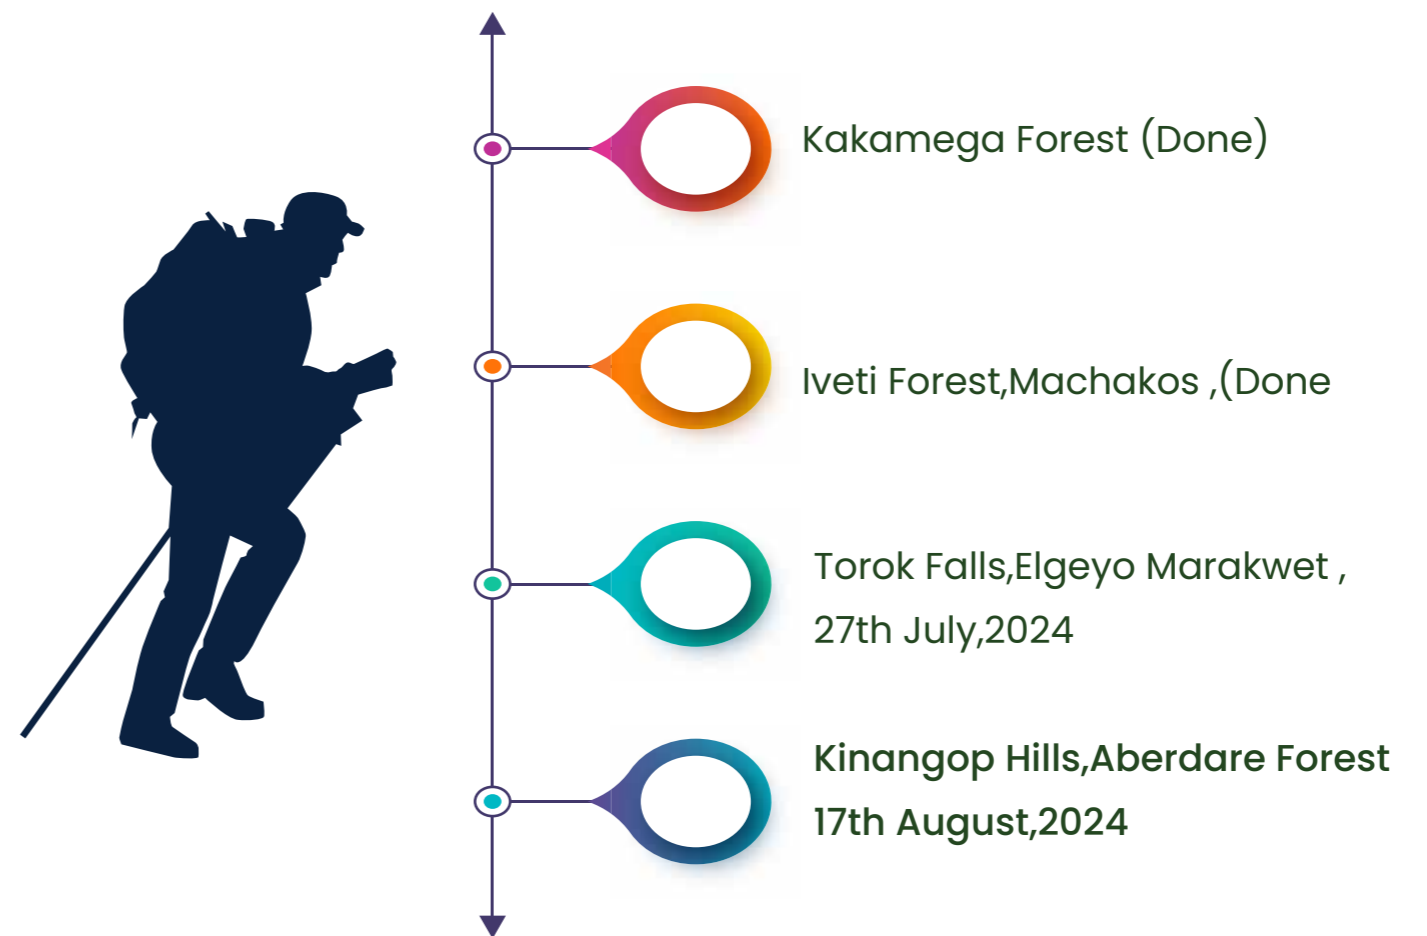 Kakamega Forest (Done)
Iveti Forest,Machakos ,(Done
Torok Falls,Elgeyo Marakwet ,
27th July,2024
Kinangop Hills,Aberdare Forest
17th August,2024